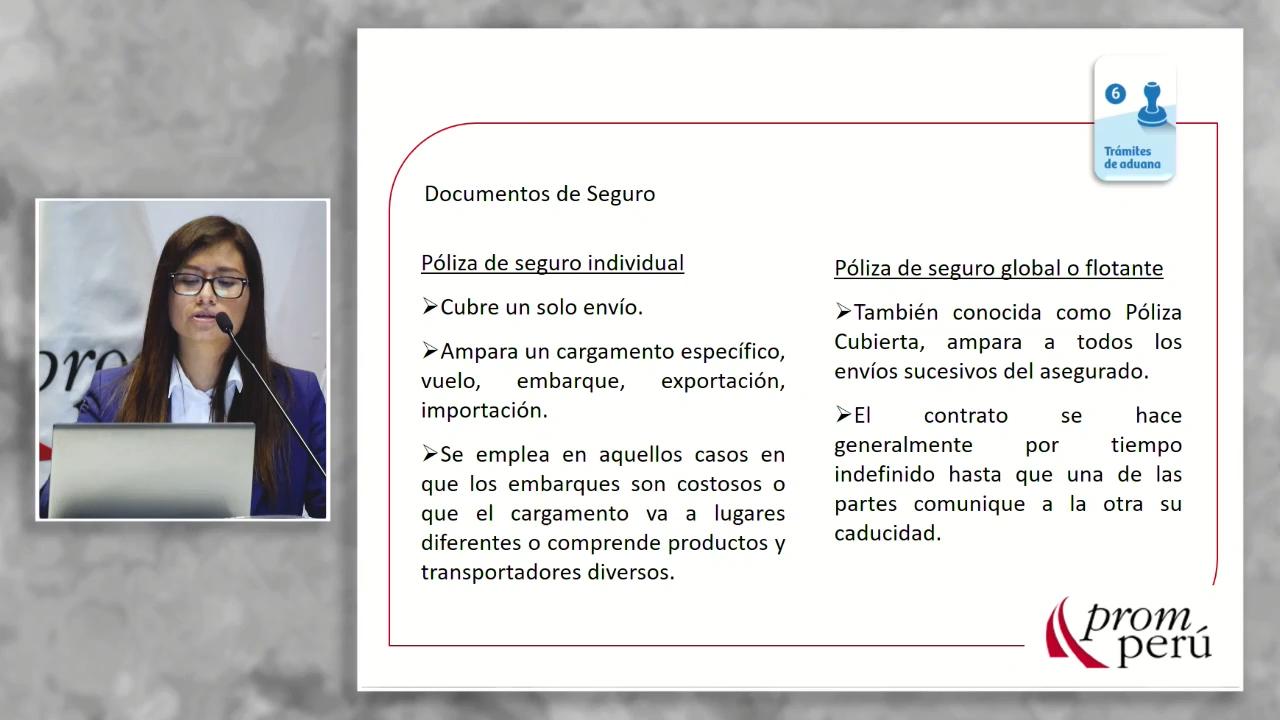 6
Trámites
de aduana
Documentos de Seguro
Póliza de seguro individual
➢Cubre un solo envío.
➢Ampara un cargamento específico,
vuelo, embarque, exportación,
importación.
➢Se emplea en aquellos casos en
que los embarques son costosos o
que el cargamento va a lugares
diferentes o comprende productos y
transportadores diversos.
Póliza de seguro global o flotante
➢También conocida como Póliza
Cubierta, ampara a todos los
envíos sucesivos del asegurado.
➢El contrato se hace
generalmente por tiempo
indefinido hasta que una de las
partes comunique a la otra su
caducidad.
prom
perú
pro